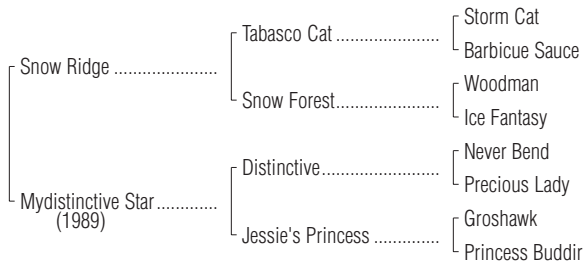 Storm Cat
Tabasco Cat ...................
Barbicue Sauce
Snow Ridge .......................
Woodman
Snow Forest.......................
Ice Fantasy
Never Bend
Distinctive..........................
Precious Lady
Mydistinctive Star.............
(1989)
Groshawk
Jessie's Princess ..............
Princess Buddir